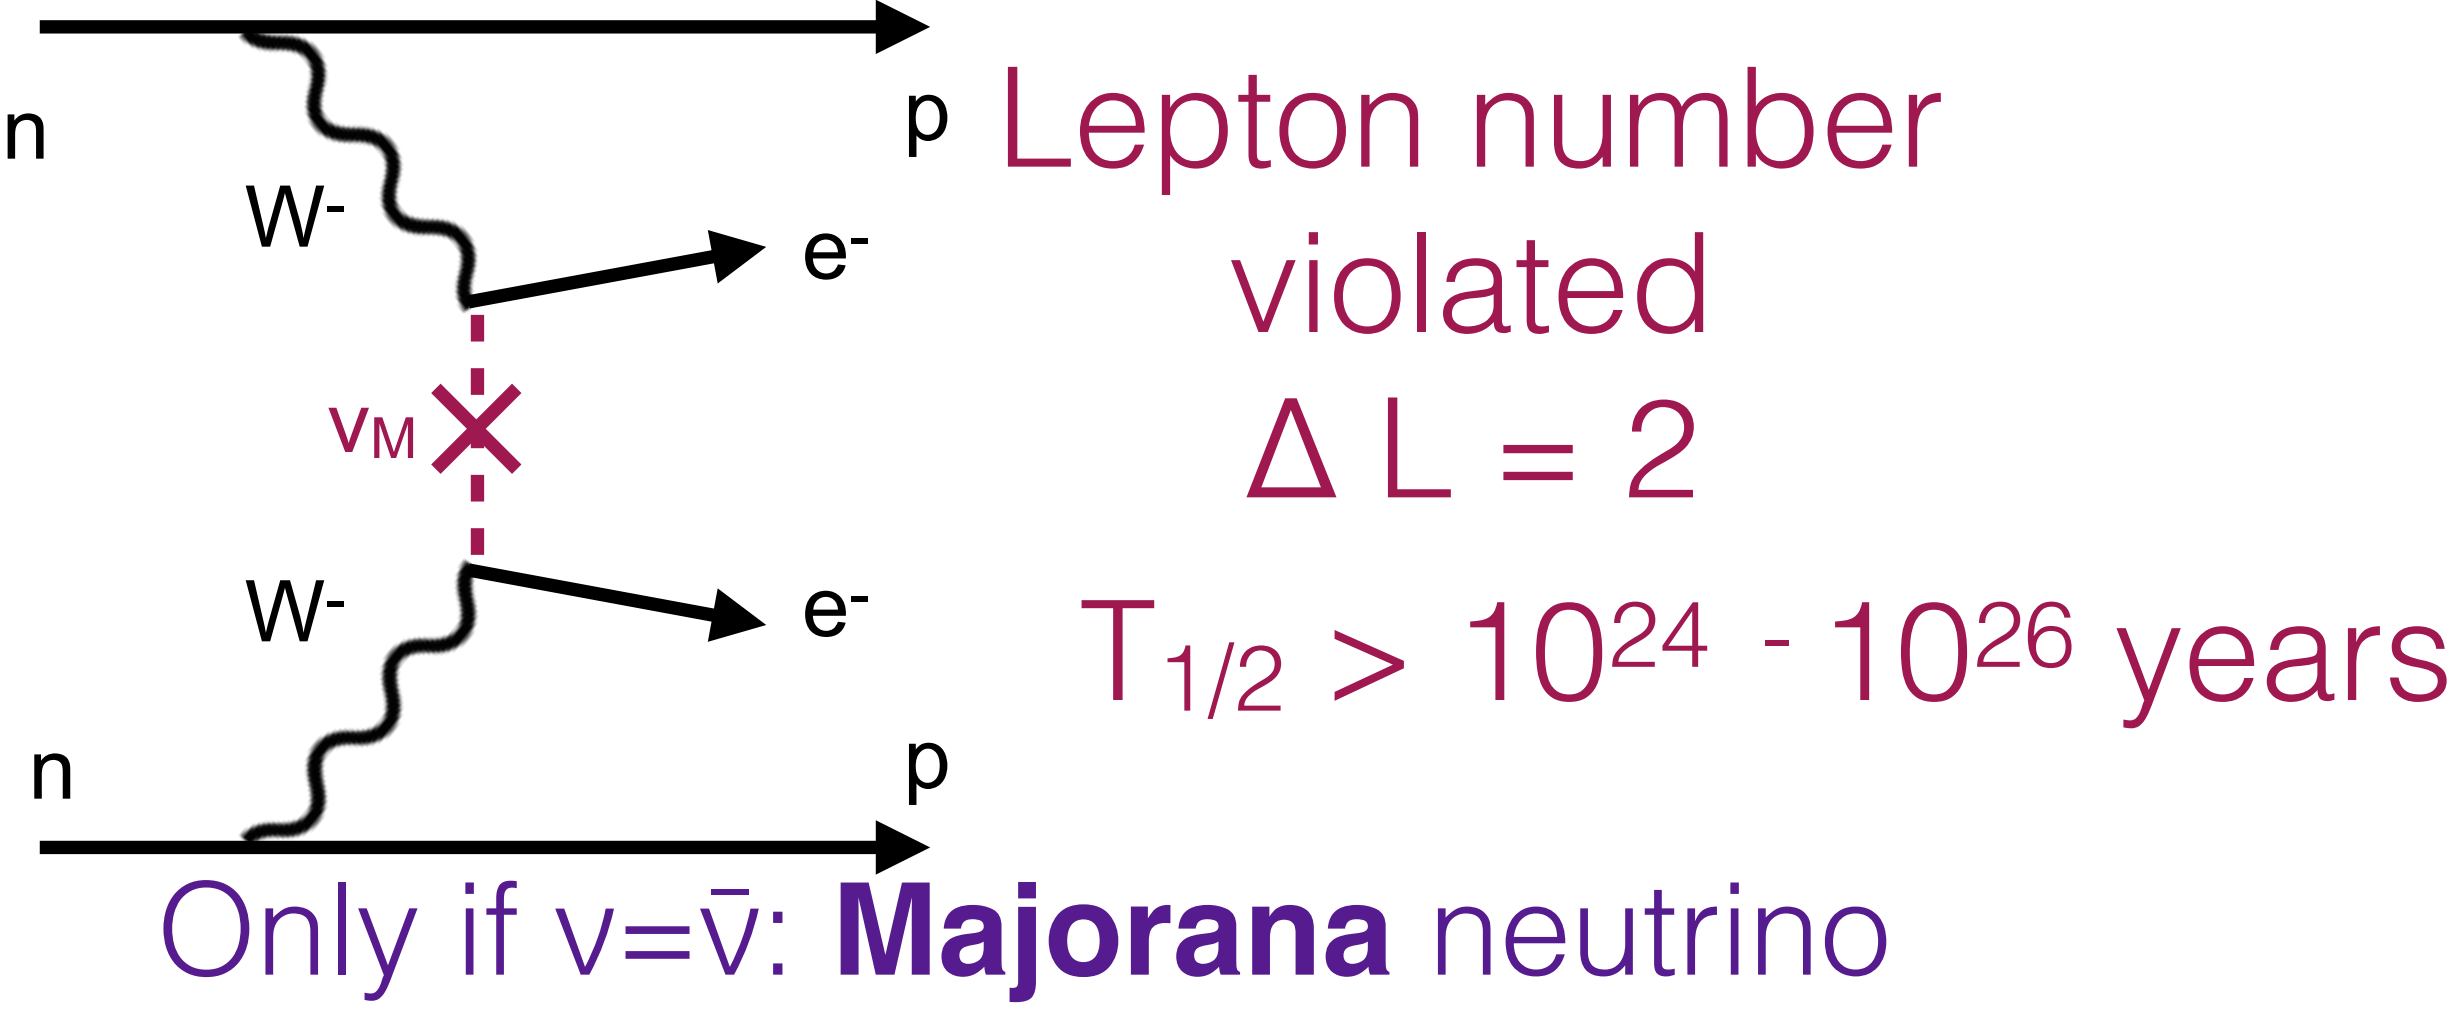 n
p
W-
e-
νM
W-
e-
n
p
Lepton number
violated
Δ L = 2
T1/2 > 10²⁴ - 10²⁶ years
Only if ν=ν̄: Majorana neutrino